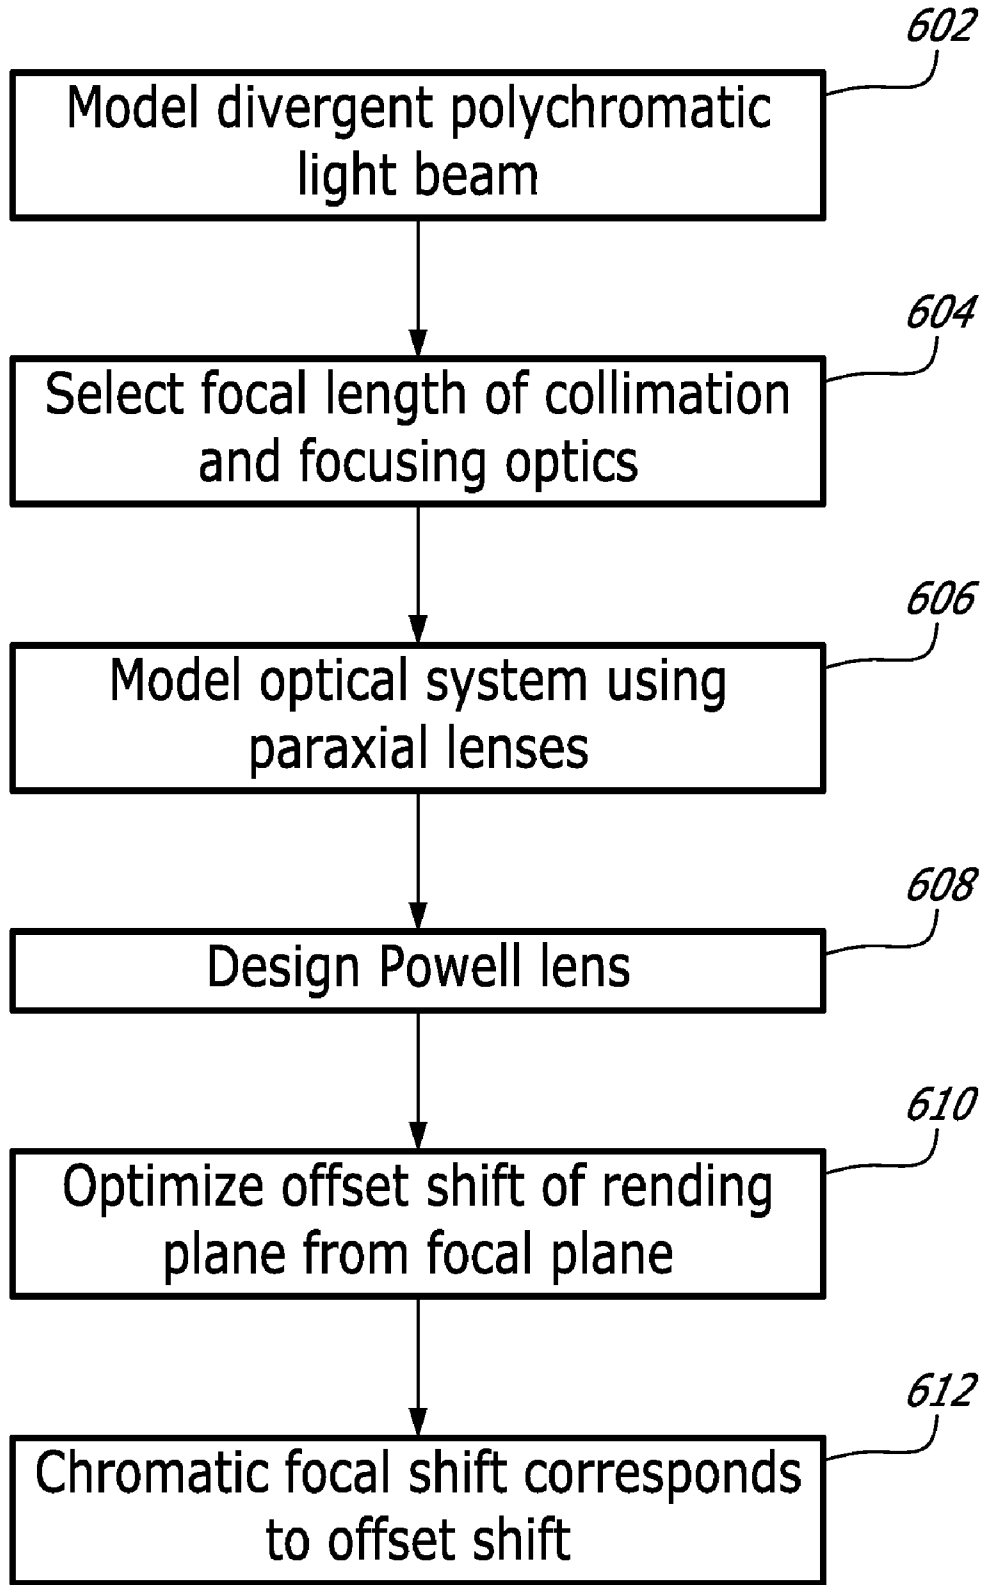 602
Model divergent polychromatic
light beam
604
Select focal length of collimation
and focusing optics
606
Model optical system using
paraxial lenses
608
Design Powell lens
610
Optimize offset shift of rending
plane from focal plane
612
Chromatic focal shift corresponds
to offset shift